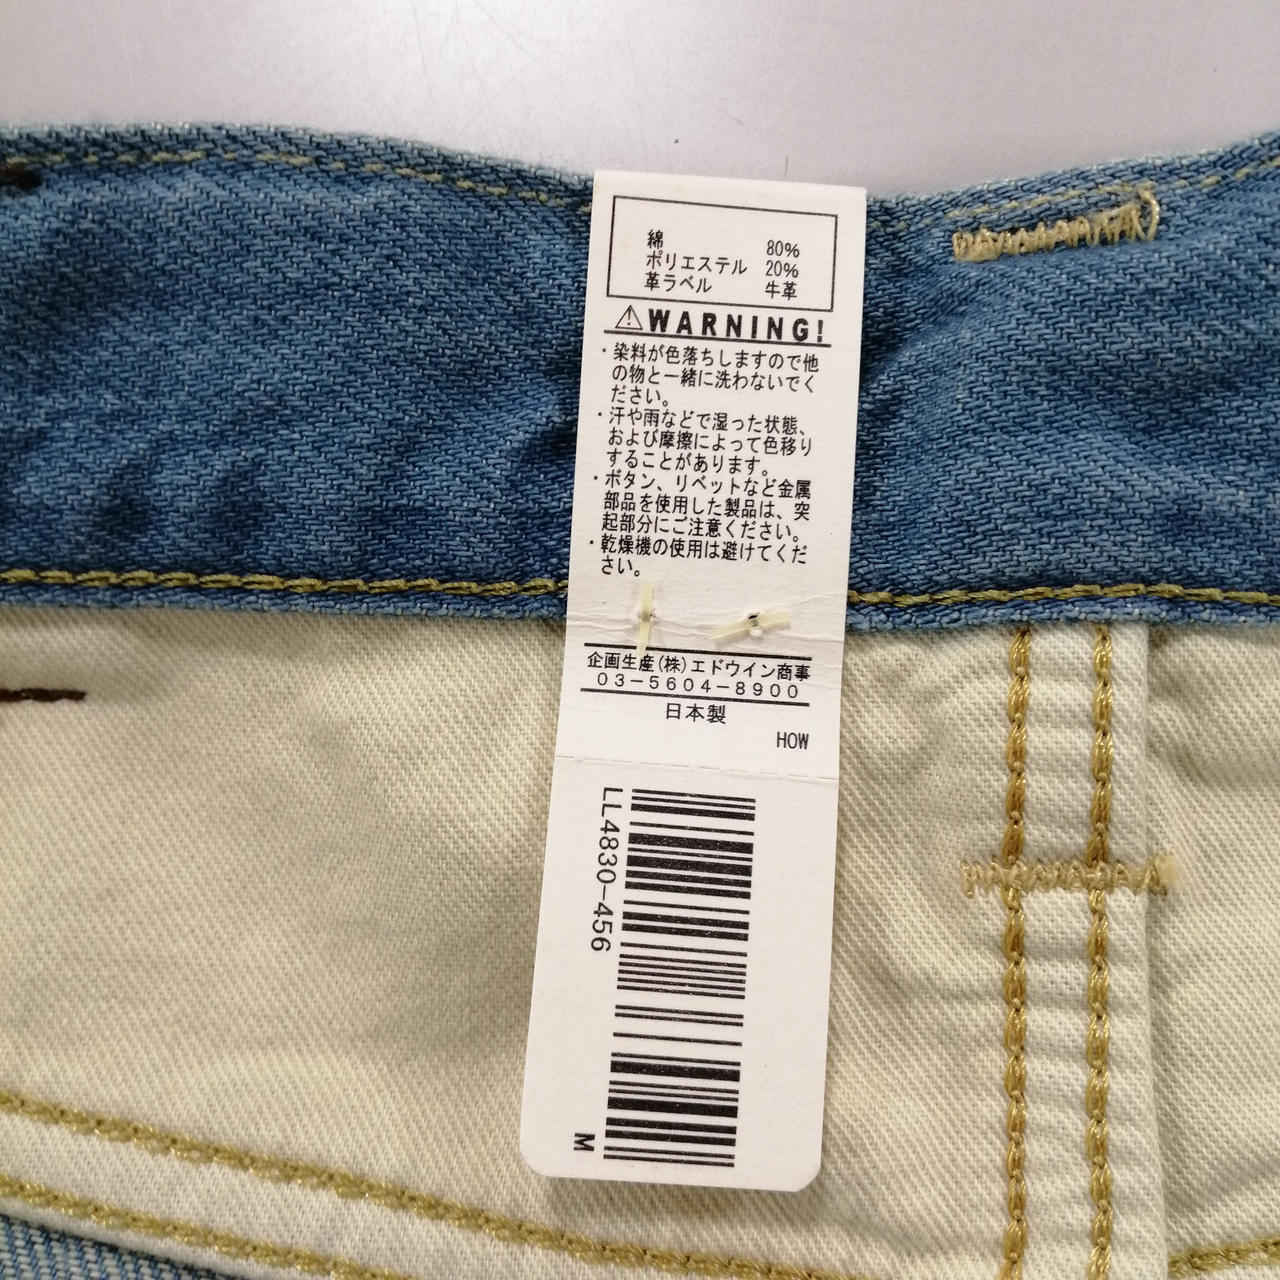 綿 80%
ポリエステル 20%
革ラベル 牛革
⚠WARNING!
・染料が色落ちしますので他
の物と一緒に洗わないでく
ださい。
・汗や雨などで湿った状態、
および摩擦によって色移り
することがあります。
・ボタン、リベットなど金属
部品を使用した製品は、突
起部分にご注意ください。
・乾燥機の使用は避けてくだ
さい。
企画生産(株)エドウイン商事
03-5604-8900
日本製
HOW
LL4830-456
M